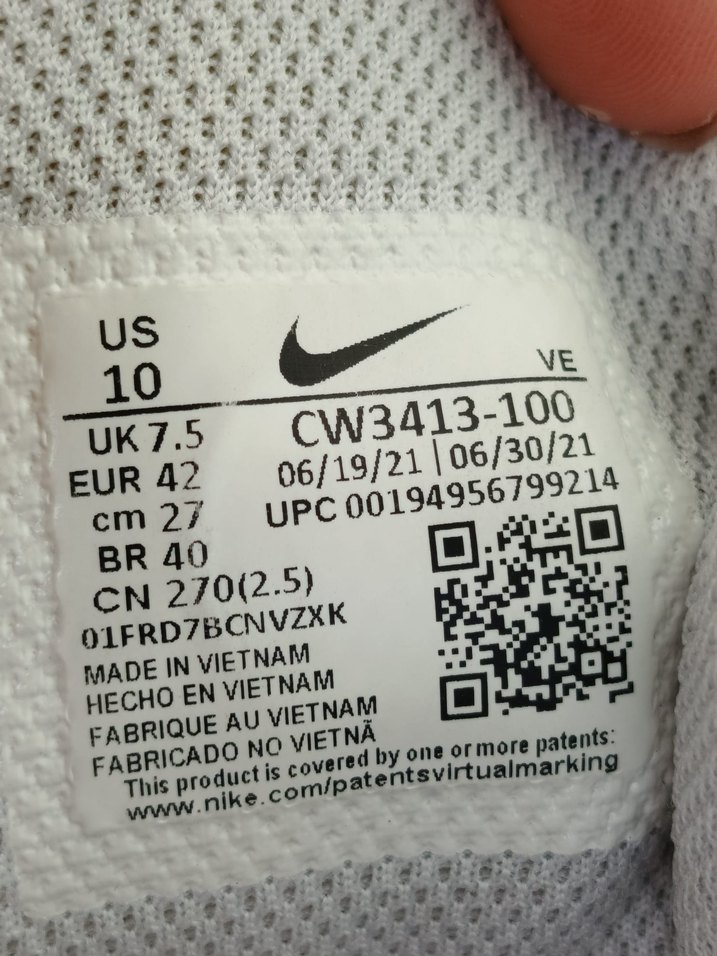 US
10
VE
UK 7.5
CW3413-100
EUR 42
06/19/21 | 06/30/21
cm 27
UPC 00194956799214
BR 40
CN 270(2.5)
01FRD7BCNVZXK
MADE IN VIETNAM
HECHO EN VIETNAM
FABRIQUE AU VIETNAM
FABRICADO NO VIETNÃ
This product is covered by one or more patents:
www.nike.com/patentsvirtualmarking